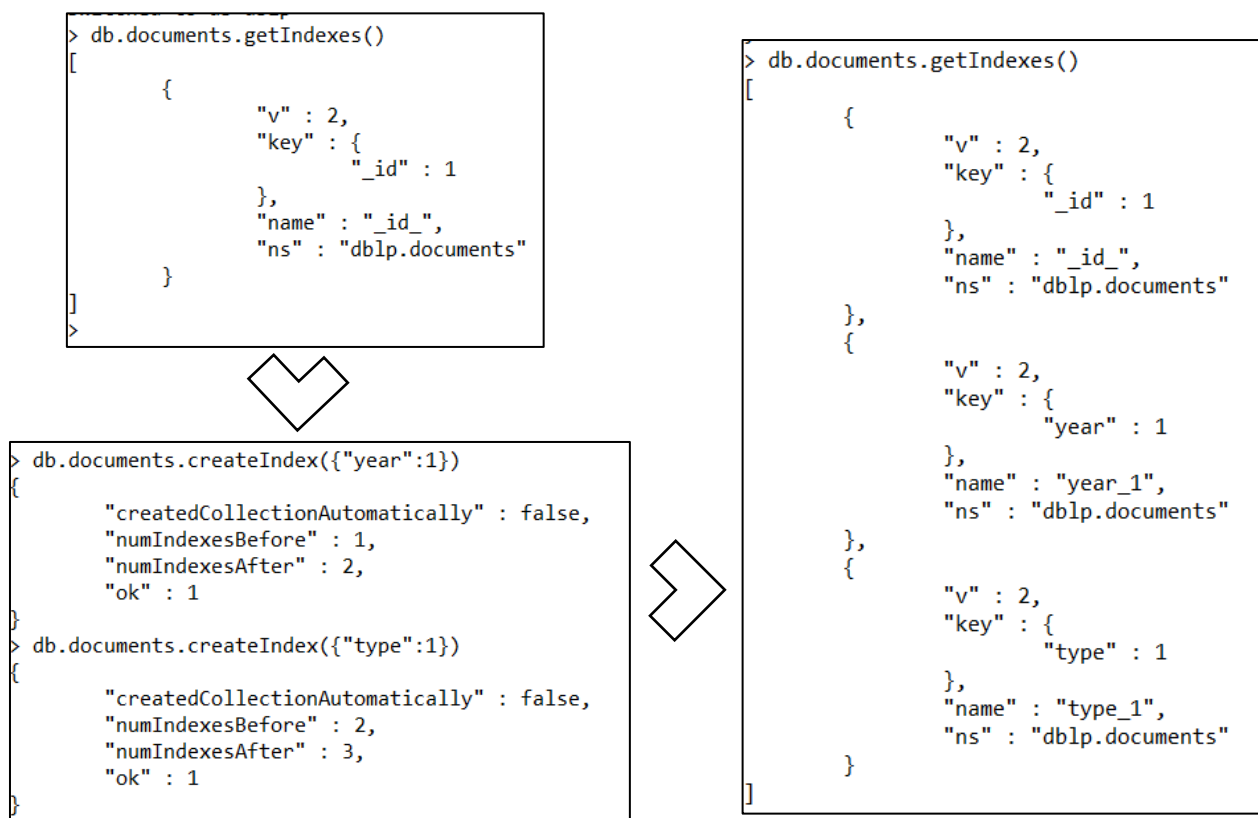 > db.documents.getIndexes()
[
        {
                "v" : 2,
                "key" : {
                        "_id" : 1
                },
                "name" : "_id_",
                "ns" : "dblp.documents"
        }
]
>
> db.documents.createIndex({"year":1})
{
        "createdCollectionAutomatically" : false,
        "numIndexesBefore" : 1,
        "numIndexesAfter" : 2,
        "ok" : 1
}
> db.documents.createIndex({"type":1})
{
        "createdCollectionAutomatically" : false,
        "numIndexesBefore" : 2,
        "numIndexesAfter" : 3,
        "ok" : 1
}
> db.documents.getIndexes()
[
        {
                "v" : 2,
                "key" : {
                        "_id" : 1
                },
                "name" : "_id_",
                "ns" : "dblp.documents"
        },
        {
                "v" : 2,
                "key" : {
                        "year" : 1
                },
                "name" : "year_1",
                "ns" : "dblp.documents"
        },
        {
                "v" : 2,
                "key" : {
                        "type" : 1
                },
                "name" : "type_1",
                "ns" : "dblp.documents"
        }
]